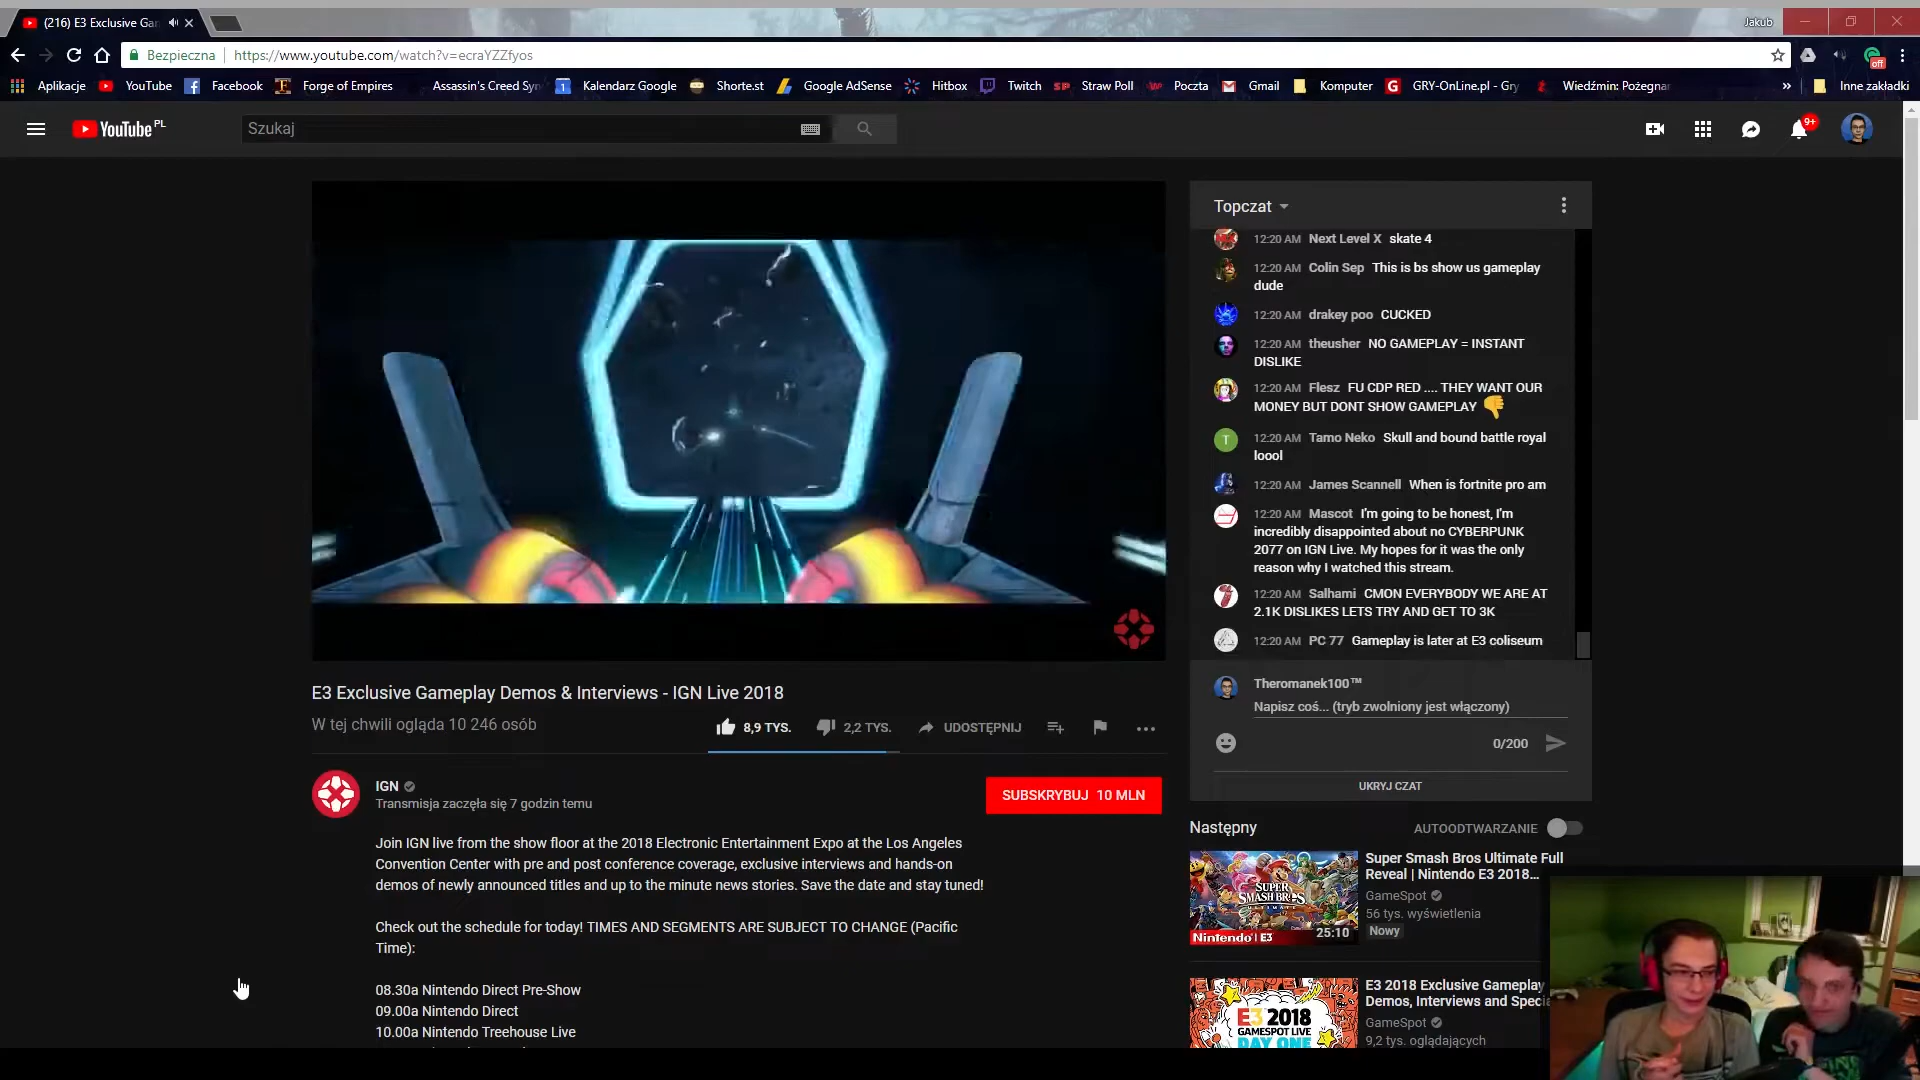 (216) E3 Exclusive Gan
Jakub
Bezpieczna
https://www.youtube.com/watch?v=ecraYZZfyos
off
Aplikacje
YouTube
Facebook
Forge of Empires
Assassin's Creed Syn
Kalendarz Google
Shorte.st
Google AdSense
Hitbox
Twitch
Straw Poll
Poczta
Gmail
Komputer
GRY-OnLine.pl - Gry
Wiedźmin: Pożegnar
»
Inne zakładki
YouTube PL
Szukaj
9+
Topczat
12:20 AM Next Level X skate 4
12:20 AM Colin Sep This is bs show us gameplay
dude
12:20 AM drakey poo CUCKED
12:20 AM theusher NO GAMEPLAY = INSTANT
DISLIKE
12:20 AM Flesz FU CDP RED .... THEY WANT OUR
MONEY BUT DONT SHOW GAMEPLAY
T
12:20 AM Tamo Neko Skull and bound battle royal
loool
12:20 AM James Scannell When is fortnite pro am
12:20 AM Mascot I'm going to be honest, I'm
incredibly disappointed about no CYBERPUNK
2077 on IGN Live. My hopes for it was the only
reason why I watched this stream.
12:20 AM Salhami CMON EVERYBODY WE ARE AT
2.1K DISLIKES LETS TRY AND GET TO 3K
12:20 AM PC 77 Gameplay is later at E3 coliseum
Theromanek100™
Napisz coś... (tryb zwolniony jest włączony)
0/200
UKRYJ CZAT
E3 Exclusive Gameplay Demos & Interviews - IGN Live 2018
W tej chwili ogląda 10 246 osób
8,9 TYS.
2,2 TYS.
UDOSTĘPNIJ
IGN
Transmisja zaczęła się 7 godzin temu
SUBSKRYBUJ 10 MLN
Join IGN live from the show floor at the 2018 Electronic Entertainment Expo at the Los Angeles
Convention Center with pre and post conference coverage, exclusive interviews and hands-on
demos of newly announced titles and up to the minute news stories. Save the date and stay tuned!
Check out the schedule for today! TIMES AND SEGMENTS ARE SUBJECT TO CHANGE (Pacific
Time):
08.30a Nintendo Direct Pre-Show
09.00a Nintendo Direct
10.00a Nintendo Treehouse Live
Następny
AUTOODTWARZANIE
SUPER
SMASH BROS
ULTIMATE
Nintendo | E3
25:10
Super Smash Bros Ultimate Full
Reveal | Nintendo E3 2018...
GameSpot
56 tys. wyświetlenia
Nowy
E3 2018
GAMESPOT LIVE
DAY ONE
E3 2018 Exclusive Gameplay
Demos, Interviews and Specia
GameSpot
9,2 tys. oglądających